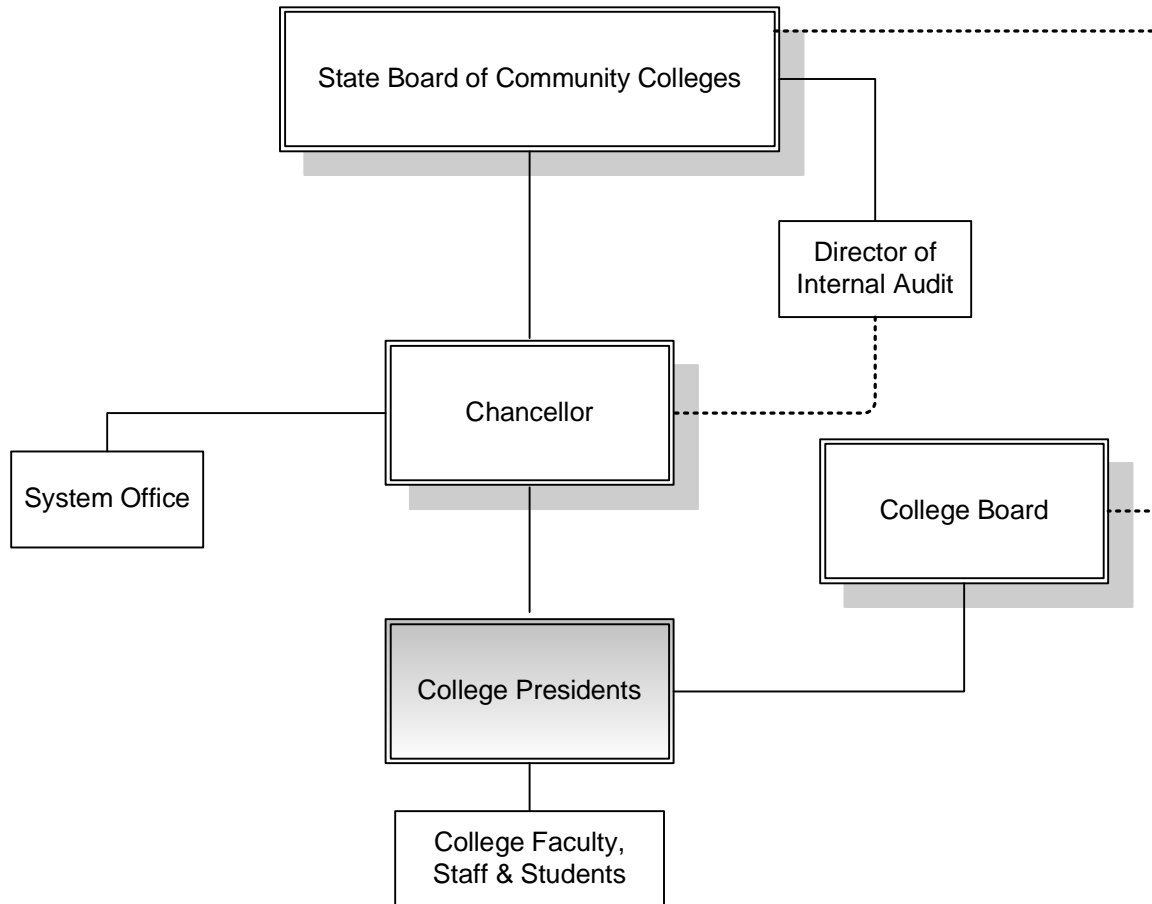 State Board of Community Colleges
Director of
Internal Audit
Chancellor
System Office
College Board
College Presidents
College Faculty,
Staff & Students